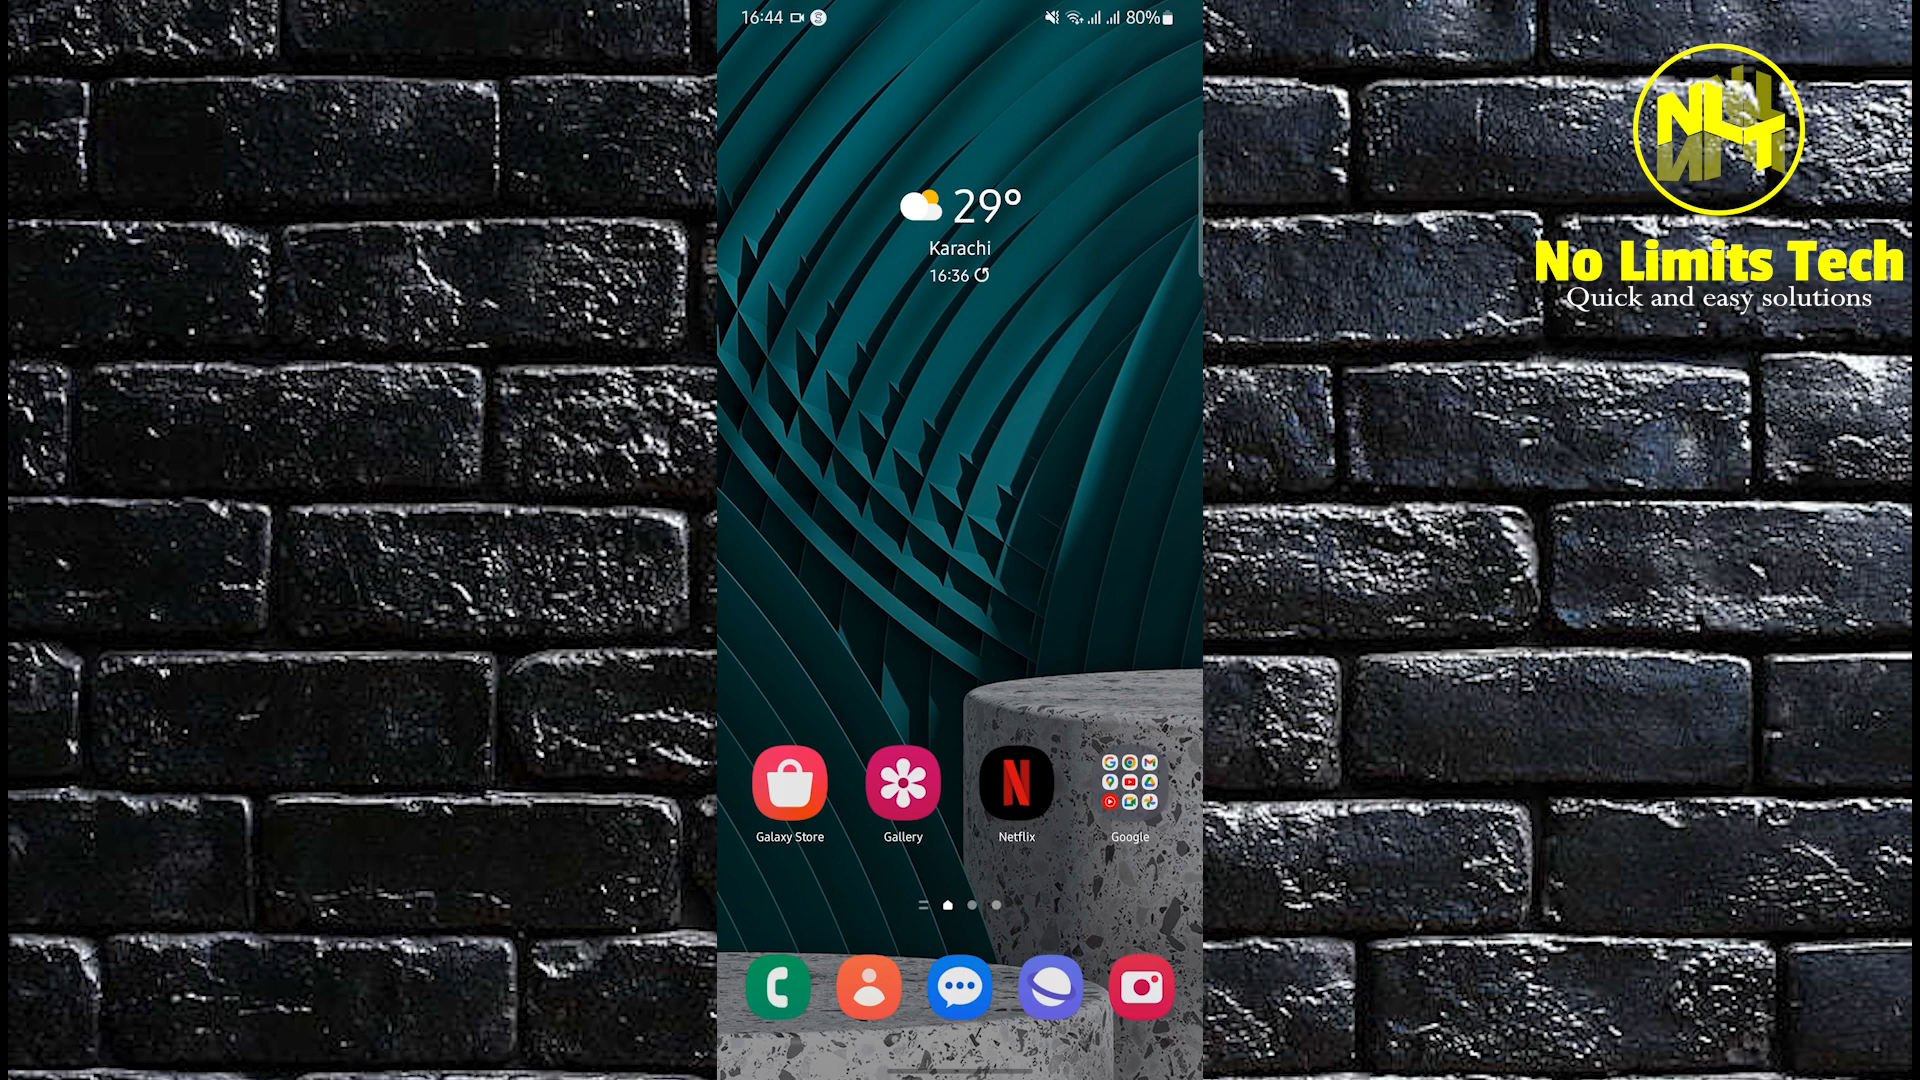 16:44
80%
NLT
No Limits Tech
Quick and easy solutions
29°
Karachi
16:36
Galaxy Store
Gallery
N
Netflix
Google